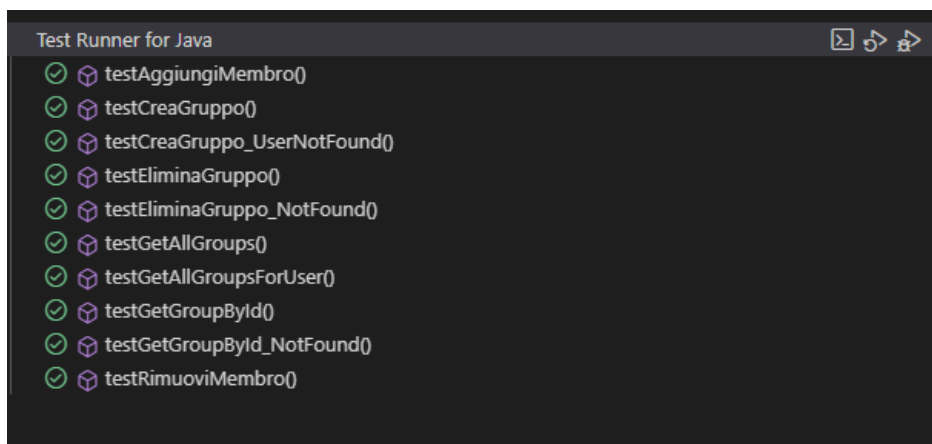 Test Runner for Java
testAggiungiMembro()
testCreaGruppo()
testCreaGruppo_UserNotFound()
testEliminaGruppo()
testEliminaGruppo_NotFound()
testGetAllGroups()
testGetAllGroupsForUser()
testGetGroupById()
testGetGroupById_NotFound()
testRimuoviMembro()